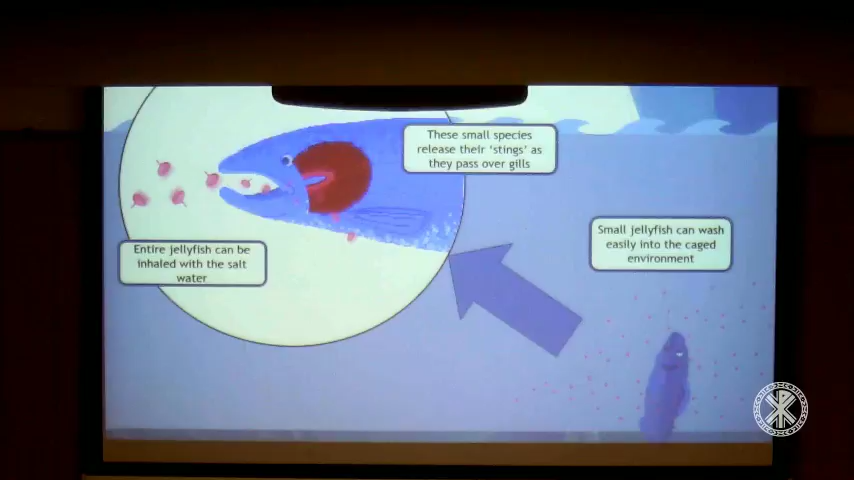 These small species
release their 'stings' as
they pass over gills
Small jellyfish can wash
easily into the caged
environment
Entire jellyfish can be
inhaled with the salt
water